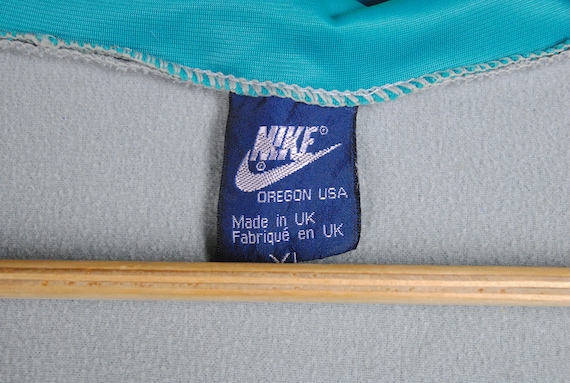 NIKE®
OREGON USA
Made in UK
Fabriqué en UK
XL